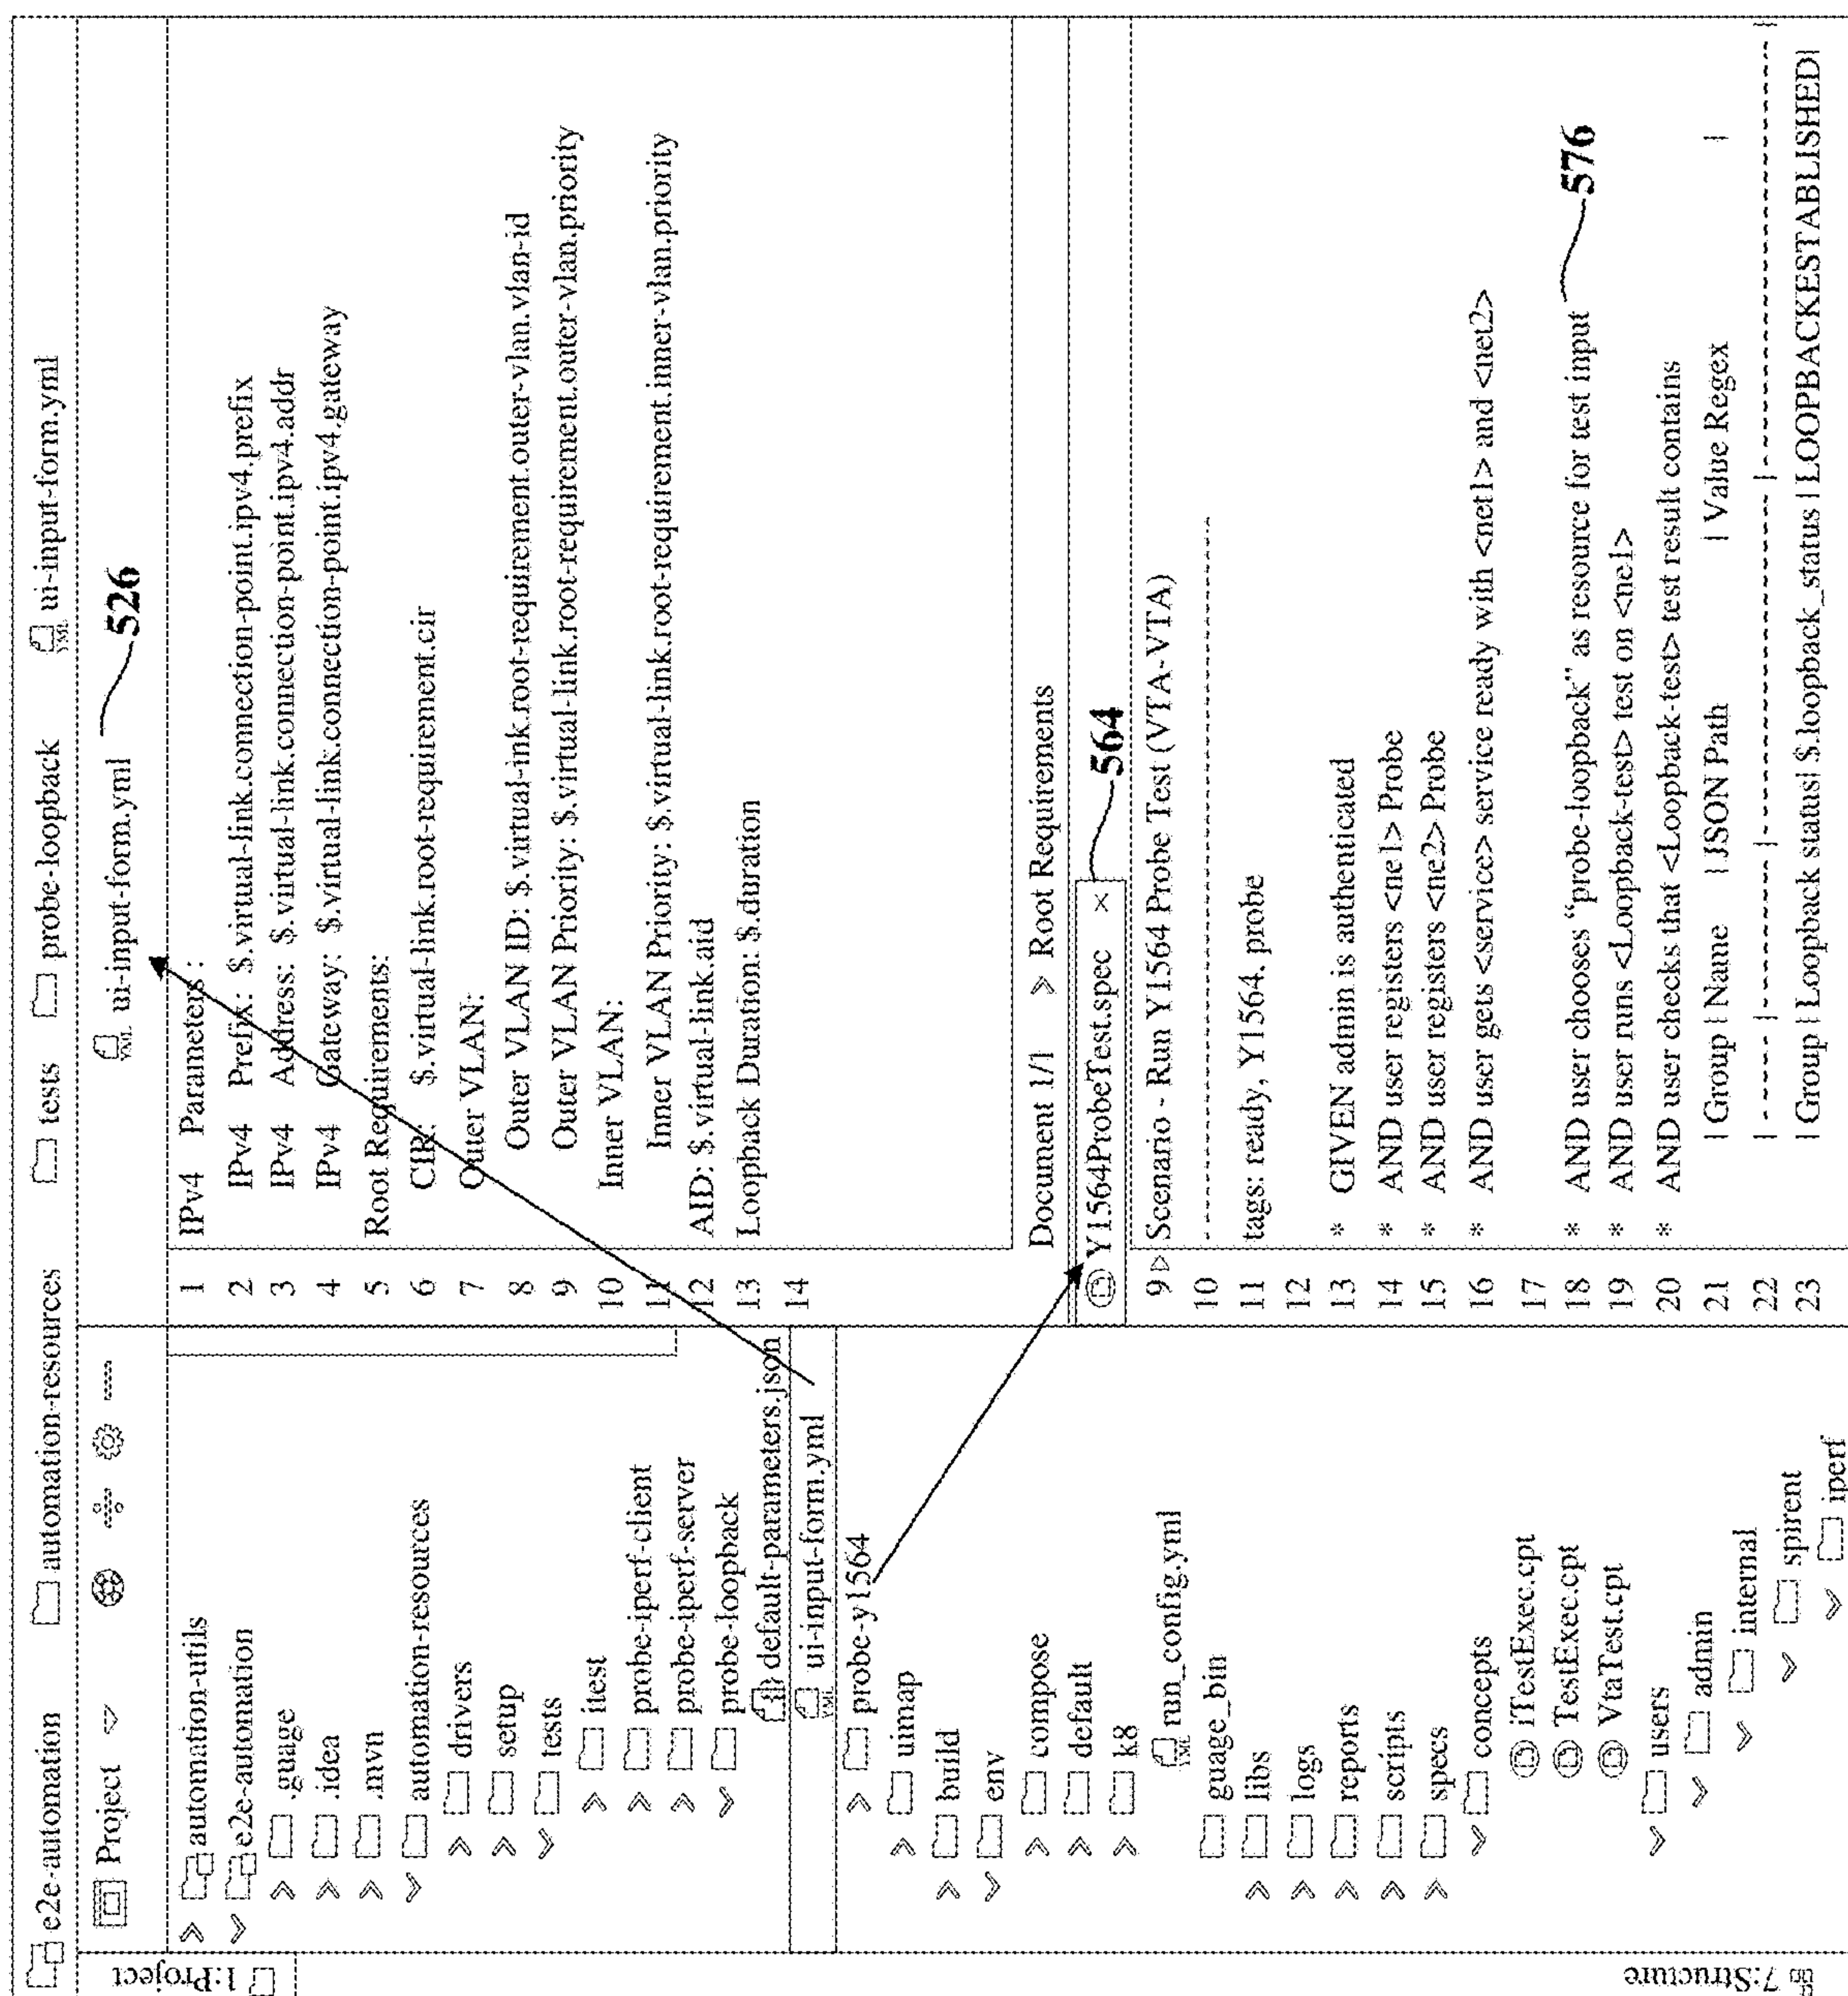 e2e-automation automation-resources tests probe-loopback ui-input-form.yml
1:Project
Project
automation-utils
e2e-automation
.guage
.idea
.mvn
automation-resources
drivers
setup
tests
itest
probe-iperf-client
probe-iperf-server
probe-loopback
default-parameters.json
ui-input-form.yml
probe-y1564
uimap
build
env
compose
default
k8
run_config.yml
guage_bin
libs
logs
reports
scripts
specs
concepts
iTestExec.cpt
TestExec.cpt
VtaTest.cpt
users
admin
internal
spirent
iperf
7:Structure
ui-input-form.yml 526
1 IPv4 Parameters :
2 IPv4 Prefix: $.virtual-link.connection-point.ipv4.prefix
3 IPv4 Address: $.virtual-link.connection-point.ipv4.addr
4 IPv4 Gateway: $.virtual-link.connection-point.ipv4.gateway
5 Root Requirements:
6 CIR: $.virtual-link.root-requirement.cir
7 Outer VLAN:
8 Outer VLAN ID: $.virtual-ink.root-requirement.outer-vlan.vlan-id
9 Outer VLAN Priority: $.virtual-link.root-requirement.outer-vlan.priority
10 Inner VLAN:
11 Inner VLAN Priority: $.virtual-link.root-requirement.inner-vlan.priority
12 AID: $.virtual-link.aid
13 Loopback Duration: $.duration
14
Document 1/1 > Root Requirements
Y1564ProbeTest.spec × 564
9 Scenario - Run Y1564 Probe Test (VTA-VTA)
10 ------------------------------
11 tags: ready, Y1564. probe
12
13 * GIVEN admin is authenticated
14 * AND user registers <ne1> Probe
15 * AND user registers <ne2> Probe
16 * AND user gets <service> service ready with <net1> and <net2>
17
18 * AND user chooses “probe-loopback” as resource for test input 576
19 * AND user runs <Loopback-test> test on <ne1>
20 * AND user checks that <Loopback-test> test result contains
21 | Group | Name | JSON Path | Value Regex |
22 |-----|----------|----------------------|----------------------------|
23 | Group | Loopback status| $.loopback_status | LOOPBACKESTABLISHED|